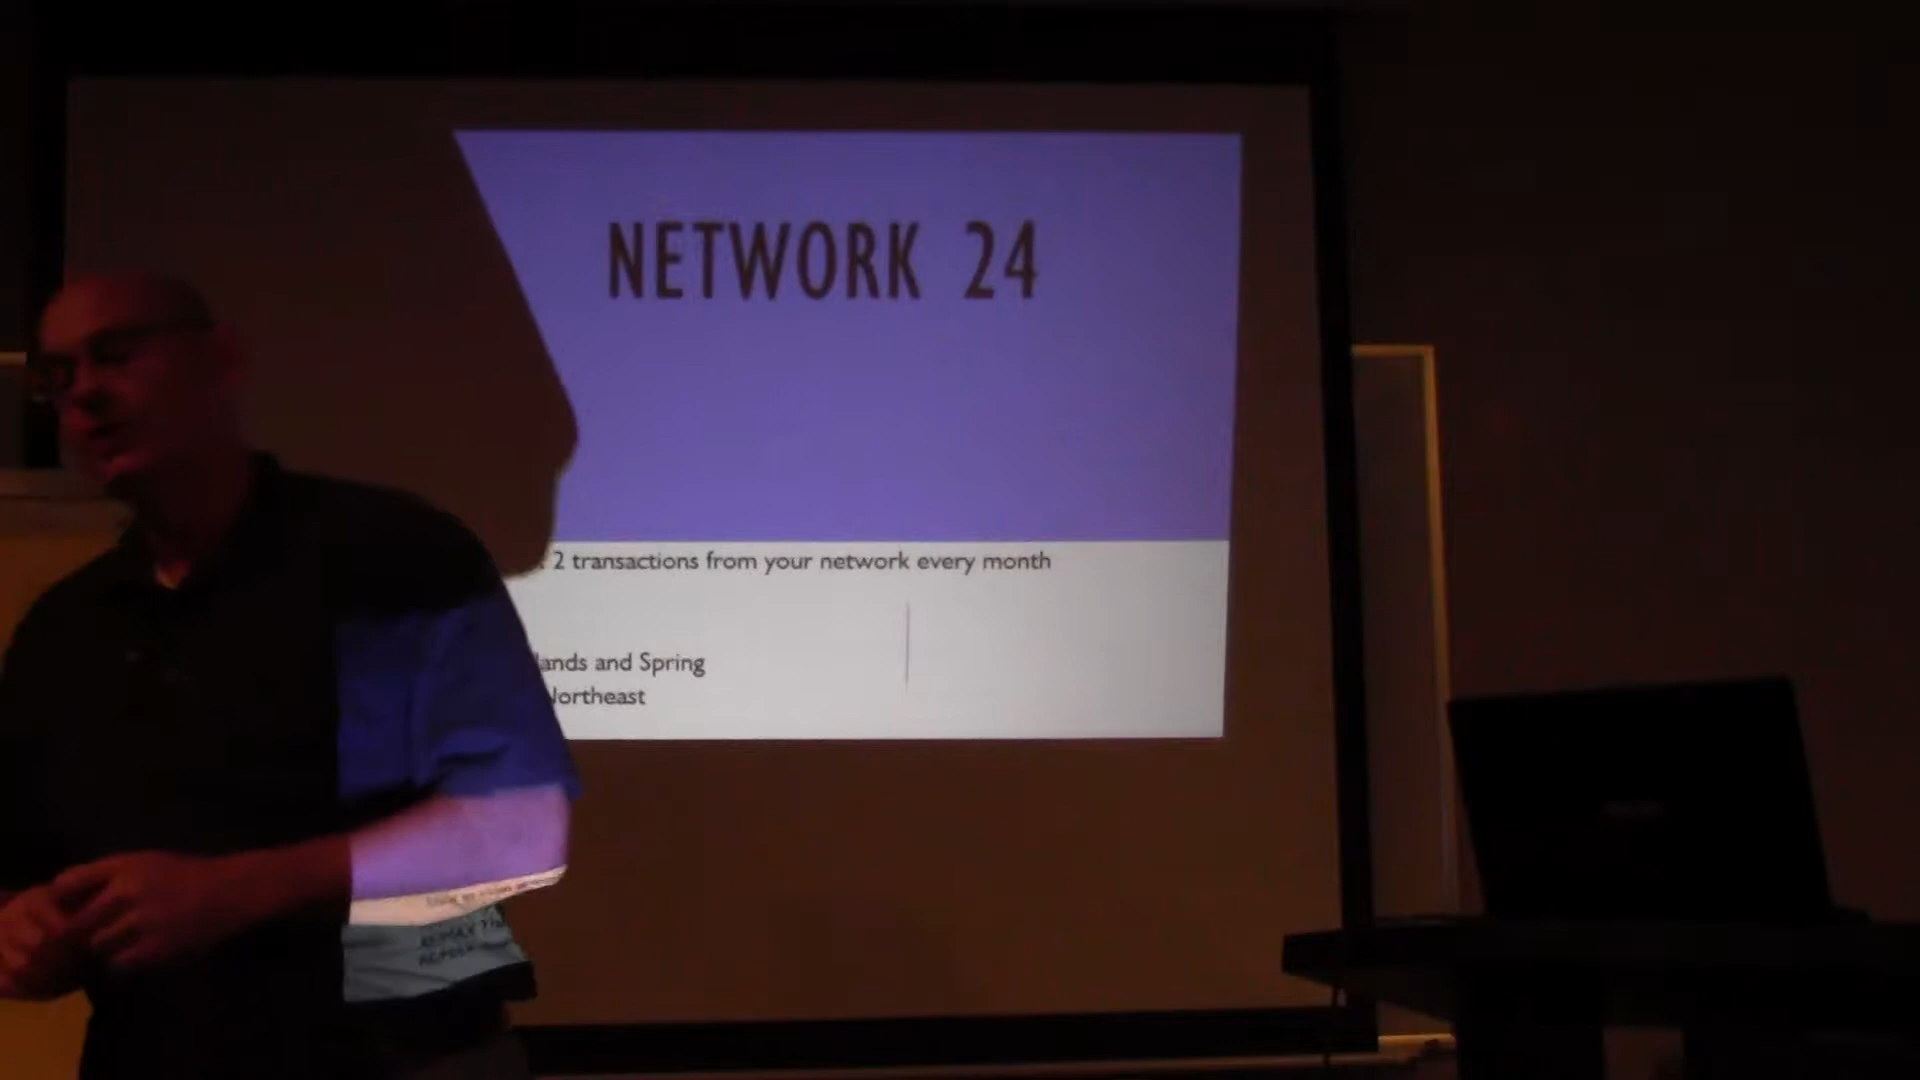 NETWORK 24
2 transactions from your network every month
lands and Spring
Northeast